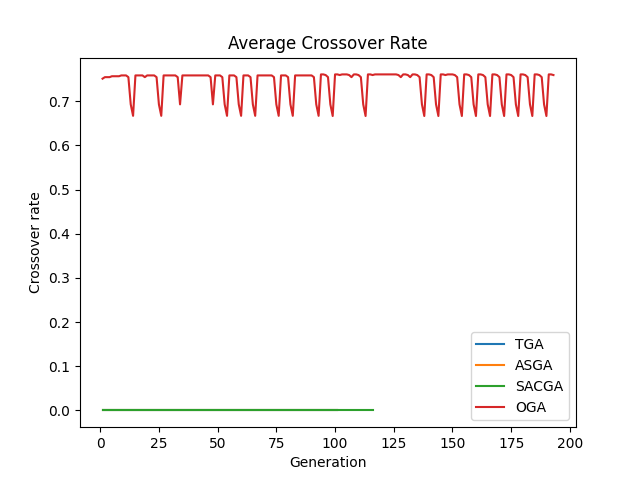 Average Crossover Rate
Crossover rate
0.7
0.6
0.5
0.4
0.3
0.2
0.1
0.0
TGA
ASGA
SACGA
OGA
0 25 50 75 100 125 150 175 200
Generation